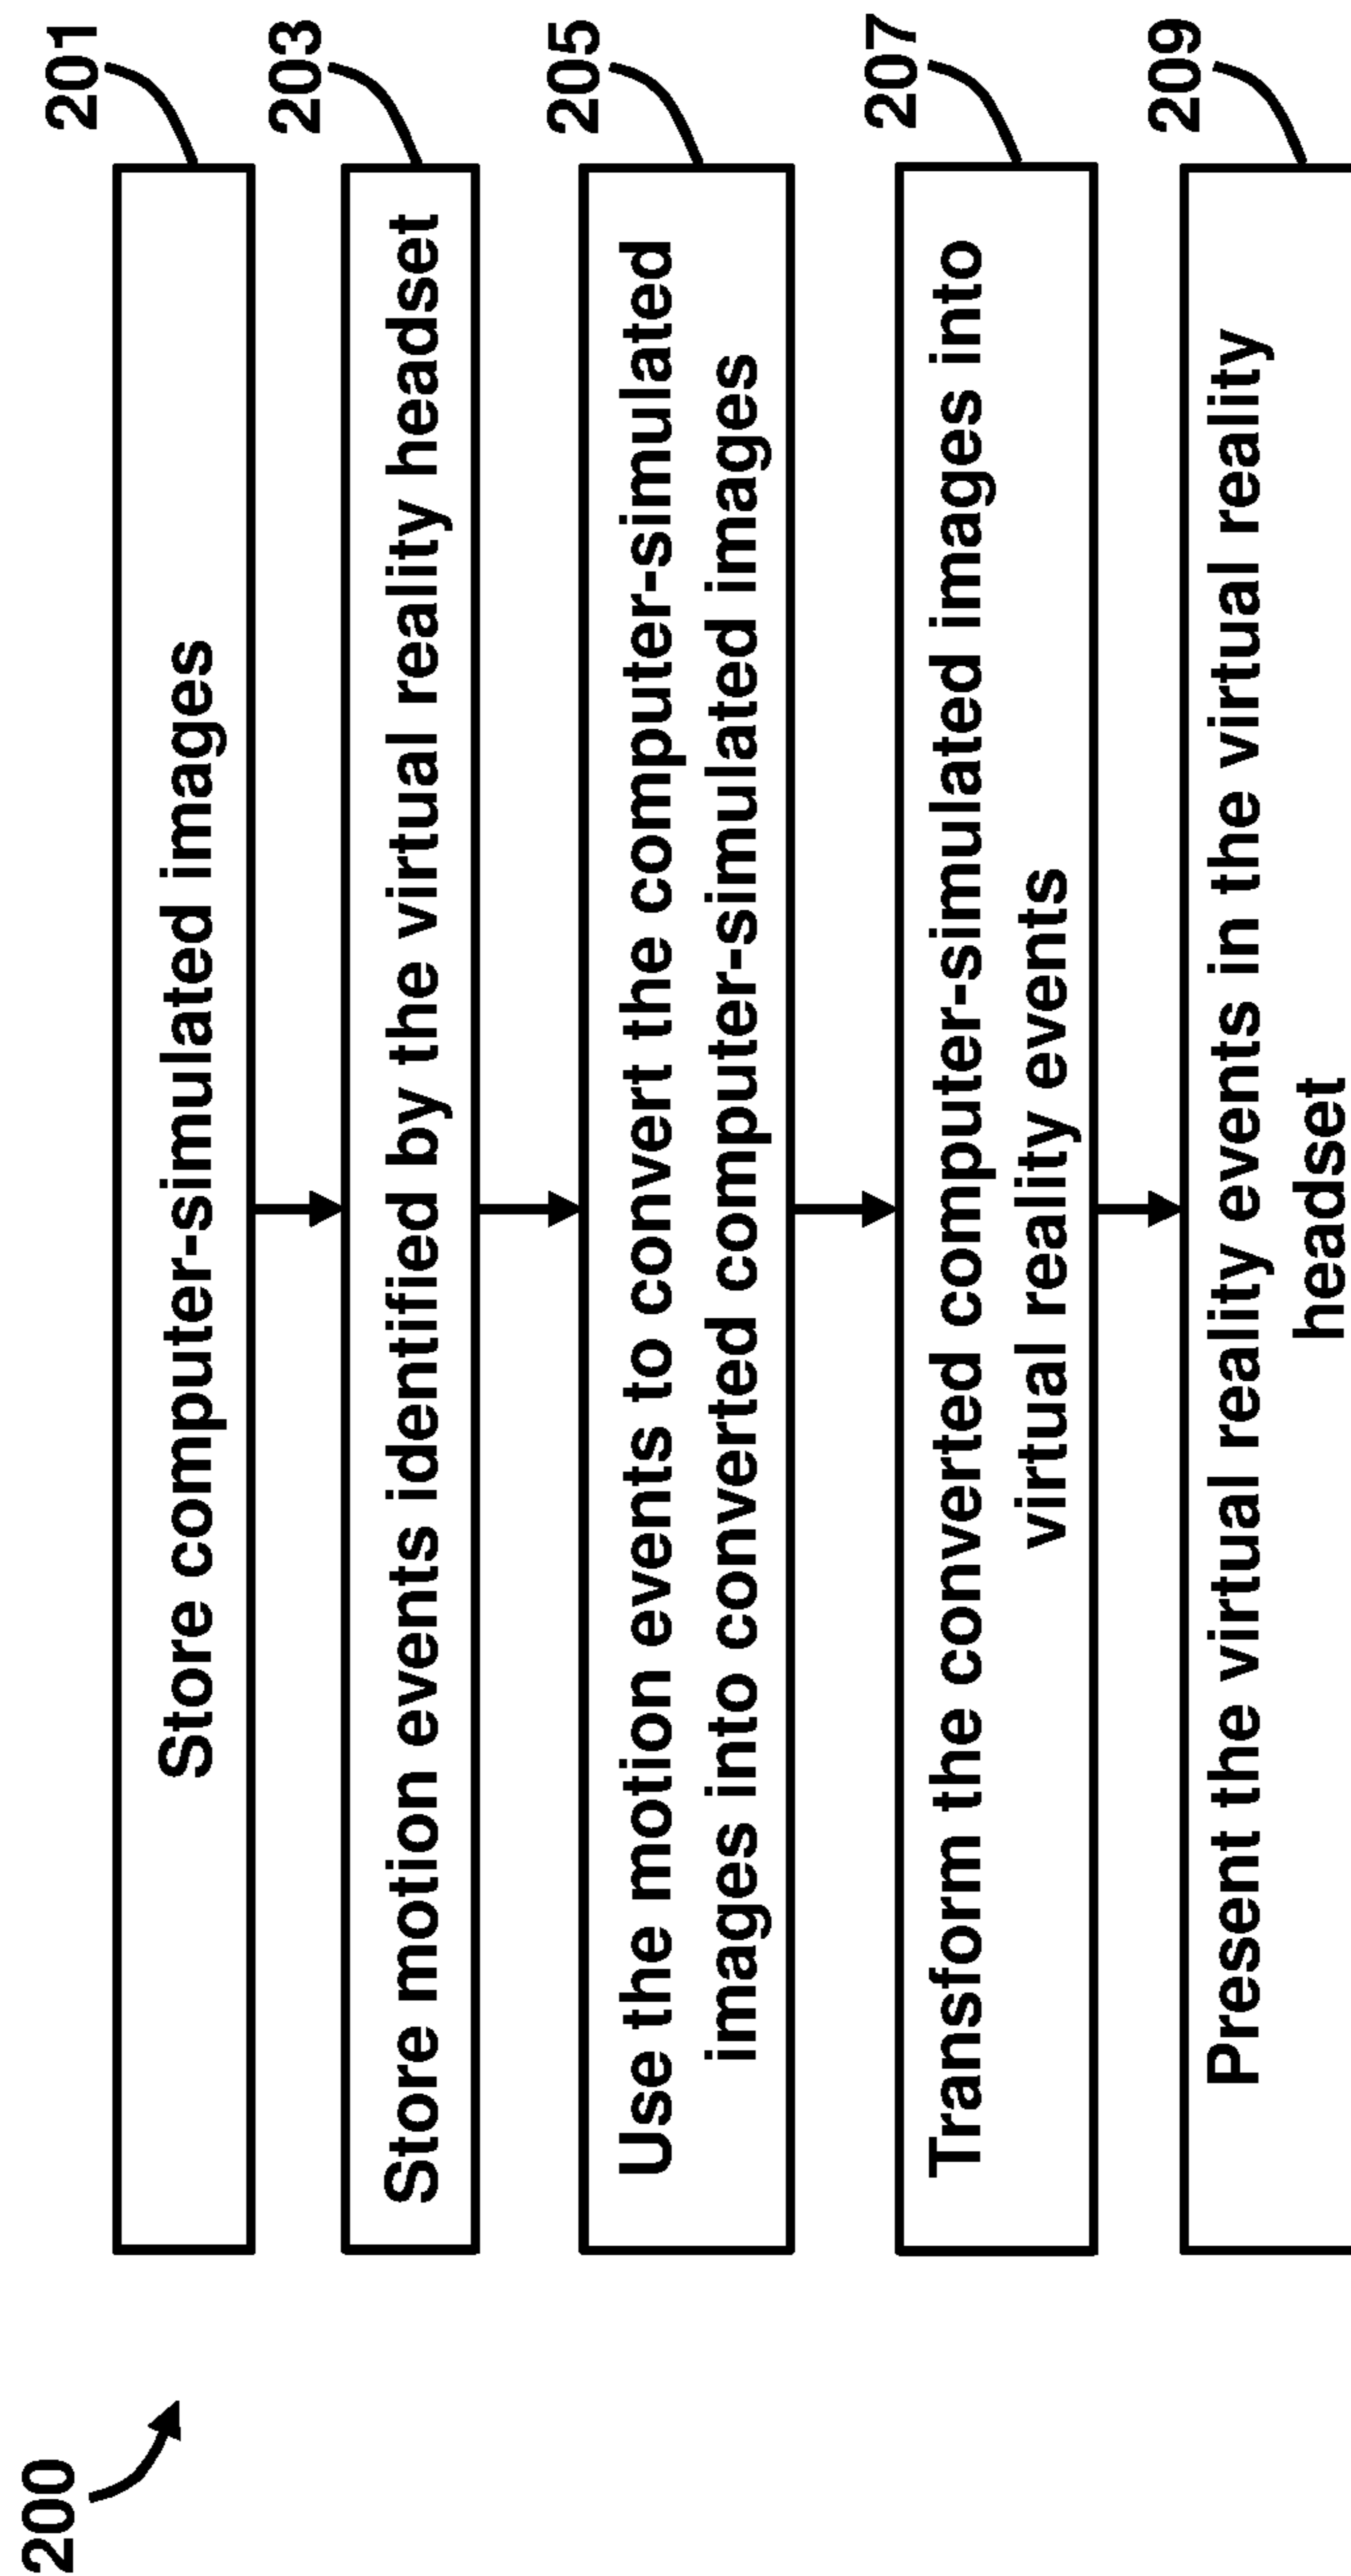 200
201
Store computer-simulated images
203
Store motion events identified by the virtual reality headset
205
Use the motion events to convert the computer-simulated
images into converted computer-simulated images
207
Transform the converted computer-simulated images into
virtual reality events
209
Present the virtual reality events in the virtual reality
headset